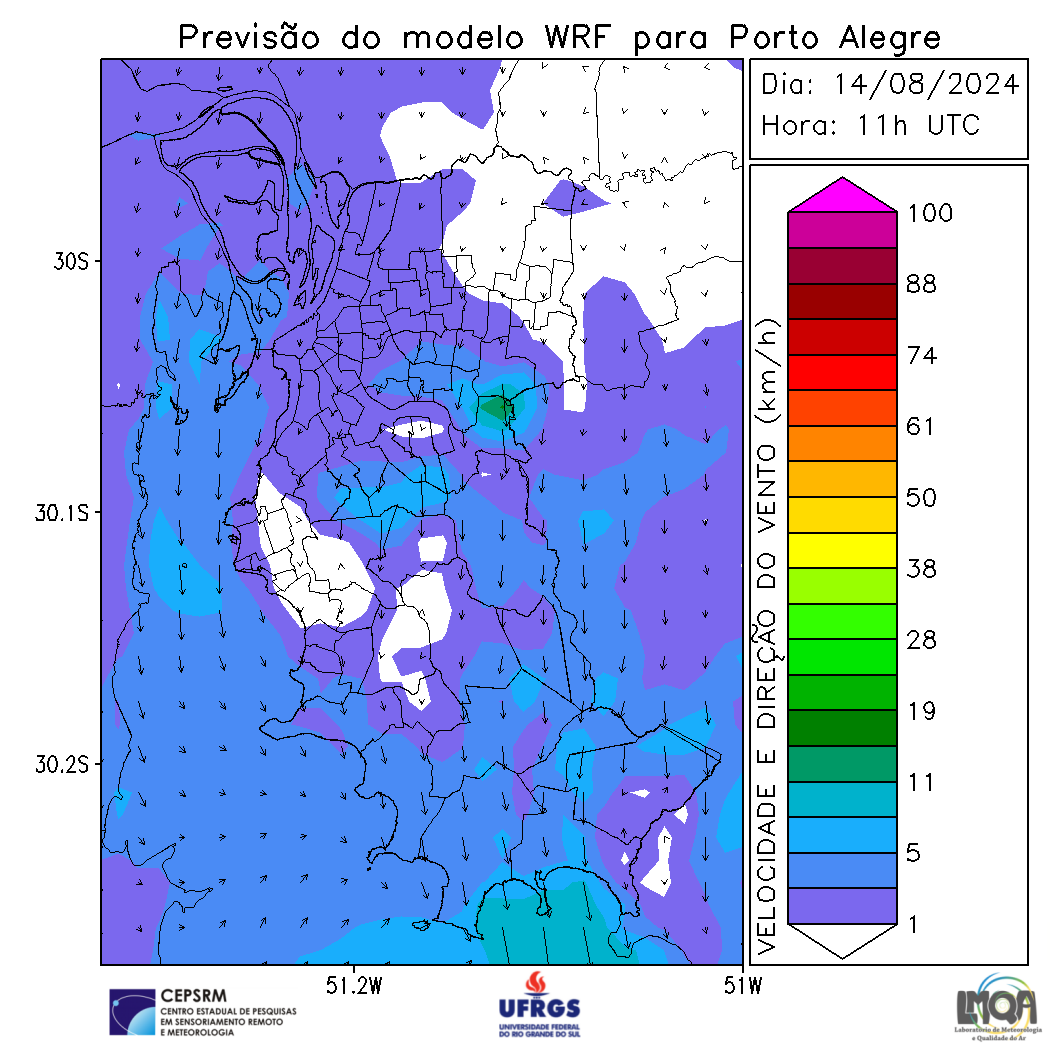 Previsão do modelo WRF para Porto Alegre
Dia: 14/08/2024
Hora: 11h UTC
30S
30.1S
30.2S
51.2W
51W
VELOCIDADE E DIREÇÃO DO VENTO (km/h)
100
88
74
61
50
38
28
19
11
5
1
CEPSRM
CENTRO ESTADUAL DE PESQUISAS
EM SENSORIAMENTO REMOTO
E METEOROLOGIA
UFRGS
UNIVERSIDADE FEDERAL
DO RIO GRANDE DO SUL
LMQA
Laboratório de Meteorologia
e Qualidade do Ar